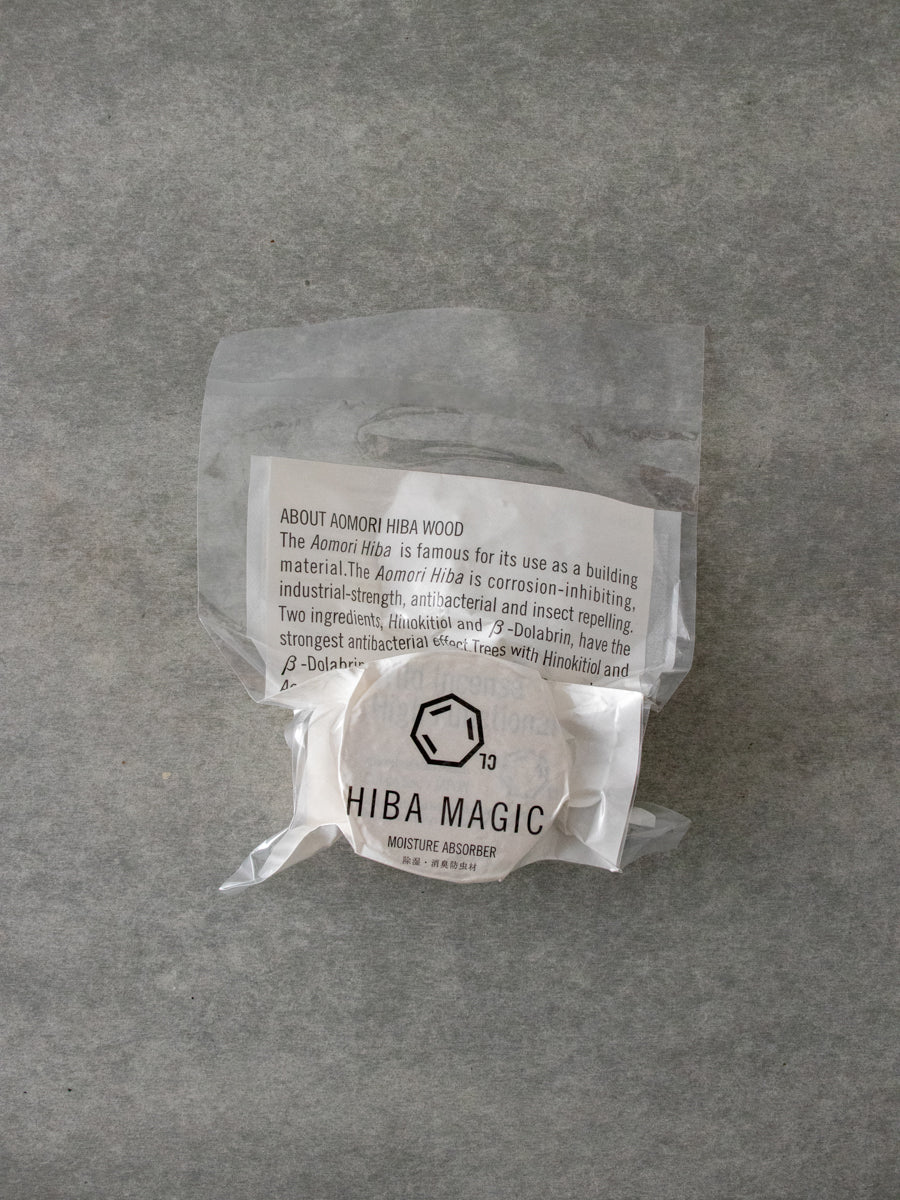 ABOUT AOMORI HIBA WOOD
The Aomori Hiba is famous for its use as a building
material.The Aomori Hiba is corrosion-inhibiting,
industrial-strength, antibacterial and insect repelling.
Two ingredients, Hinokitiol and β-Dolabrin, have the
strongest antibacterial effect Trees with Hinokitiol and
β-Dolabrin
CL
HIBA MAGIC
MOISTURE ABSORBER
除湿・消臭防虫材